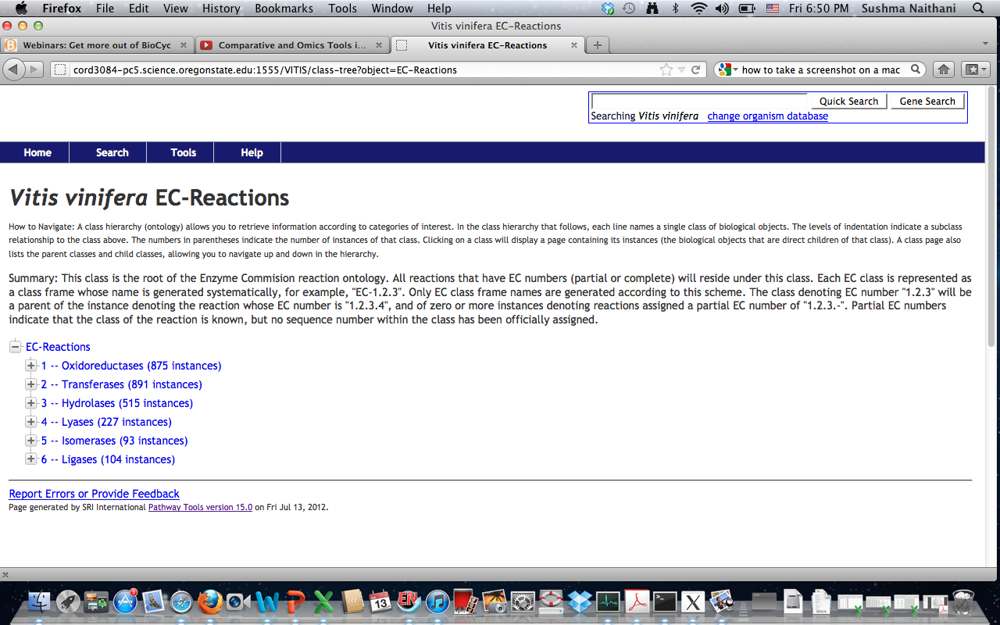 Firefox File Edit View History Bookmarks Tools Window Help Fri 6:50 PM Sushma Naithani
Vitis vinifera EC-Reactions
Webinars: Get more out of BioCyc
Comparative and Omics Tools i...
Vitis vinifera EC-Reactions
cord3084-pc5.science.oregonstate.edu:1555/VITIS/class-tree?object=EC-Reactions
how to take a screenshot on a mac
Quick Search Gene Search
Searching Vitis vinifera change organism database
Home Search Tools Help
Vitis vinifera EC-Reactions
How to Navigate: A class hierarchy (ontology) allows you to retrieve information according to categories of interest. In the class hierarchy that follows, each line names a single class of biological objects. The levels of indentation indicate a subclass
relationship to the class above. The numbers in parentheses indicate the number of instances of that class. Clicking on a class will display a page containing its instances (the biological objects that are direct children of that class). A class page also
lists the parent classes and child classes, allowing you to navigate up and down in the hierarchy.
Summary: This class is the root of the Enzyme Commision reaction ontology. All reactions that have EC numbers (partial or complete) will reside under this class. Each EC class is represented as
a class frame whose name is generated systematically, for example, "EC-1.2.3". Only EC class frame names are generated according to this scheme. The class denoting EC number "1.2.3" will be
a parent of the instance denoting the reaction whose EC number is "1.2.3.4", and of zero or more instances denoting reactions assigned a partial EC number of "1.2.3.-". Partial EC numbers
indicate that the class of the reaction is known, but no sequence number within the class has been officially assigned.
EC-Reactions
1 -- Oxidoreductases (875 instances)
2 -- Transferases (891 instances)
3 -- Hydrolases (515 instances)
4 -- Lyases (227 instances)
5 -- Isomerases (93 instances)
6 -- Ligases (104 instances)
Report Errors or Provide Feedback
Page generated by SRI International Pathway Tools version 15.0 on Fri Jul 13, 2012.
13